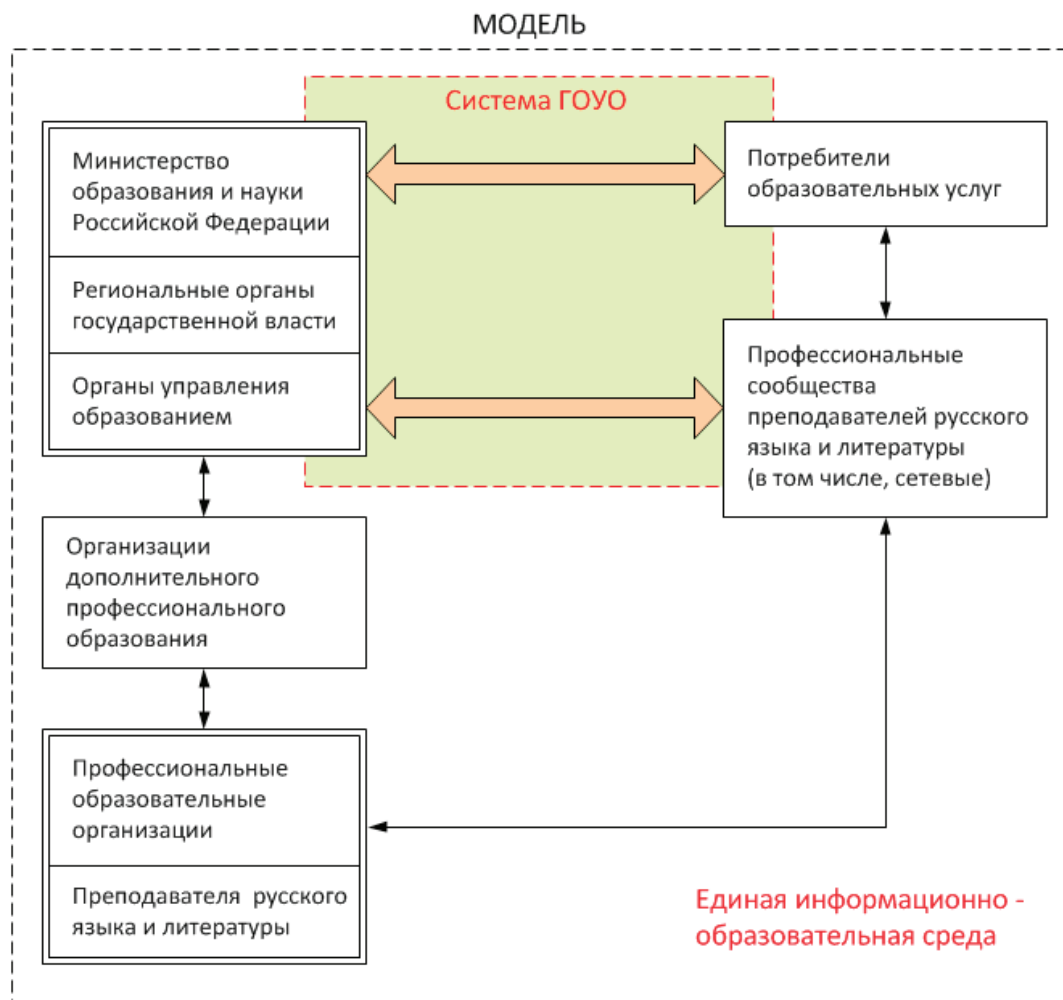 МОДЕЛЬ
Система ГОУО
Министерство
образования и науки
Российской Федерации
Региональные органы
государственной власти
Органы управления
образованием
Потребители
образовательных услуг
Профессиональные
сообщества
преподавателей русского
языка и литературы
(в том числе, сетевые)
Организации
дополнительного
профессионального
образования
Профессиональные
образовательные
организации
Преподавателя русского
языка и литературы
Единая информационно -
образовательная среда